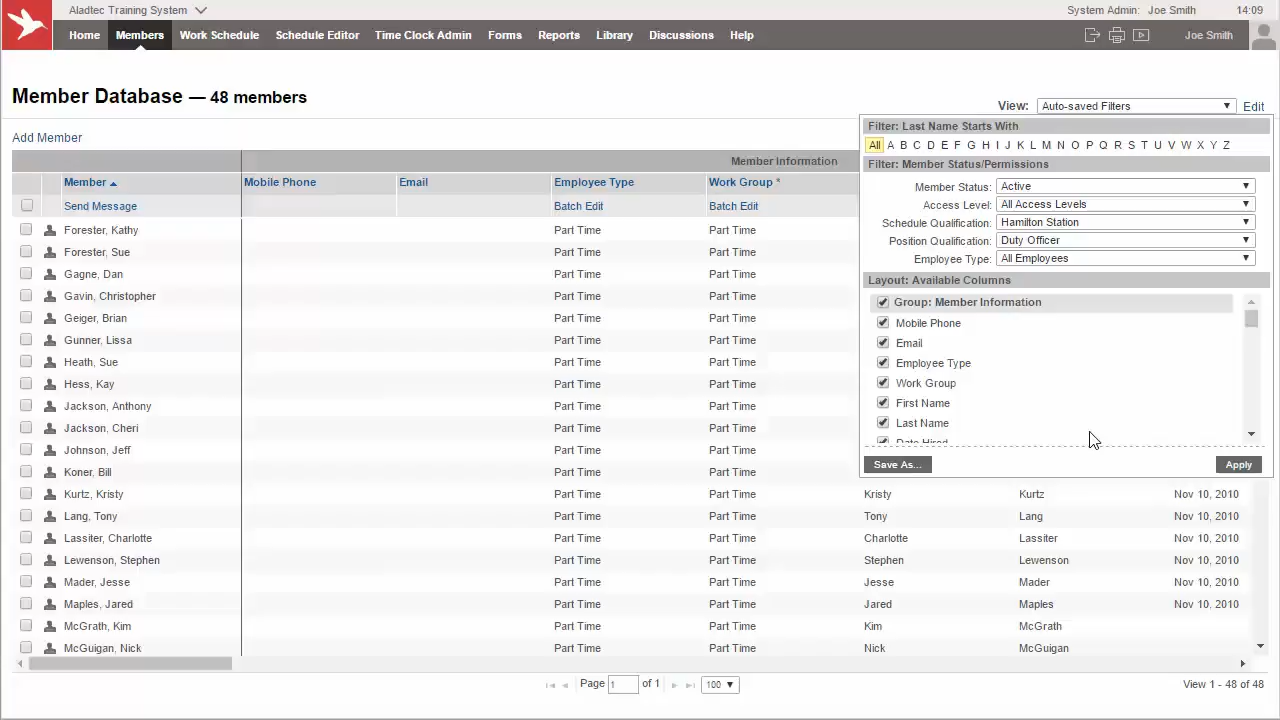 Aladtec Training System
System Admin: Joe Smith 14:09
Home Members Work Schedule Schedule Editor Time Clock Admin Forms Reports Library Discussions Help Joe Smith
Member Database — 48 members
View: Auto-saved Filters Edit
Add Member
Member Information
Member Mobile Phone Email Employee Type Work Group *
Send Message Batch Edit Batch Edit
Forester, Kathy Part Time Part Time
Forester, Sue Part Time Part Time
Gagne, Dan Part Time Part Time
Gavin, Christopher Part Time Part Time
Geiger, Brian Part Time Part Time
Gunner, Lissa Part Time Part Time
Heath, Sue Part Time Part Time
Hess, Kay Part Time Part Time
Jackson, Anthony Part Time Part Time
Jackson, Cheri Part Time Part Time
Johnson, Jeff Part Time Part Time
Koner, Bill Part Time Part Time
Kurtz, Kristy Part Time Part Time Kristy Kurtz Nov 10, 2010
Lang, Tony Part Time Part Time Tony Lang Nov 10, 2010
Lassiter, Charlotte Part Time Part Time Charlotte Lassiter Nov 10, 2010
Lewenson, Stephen Part Time Part Time Stephen Lewenson Nov 10, 2010
Mader, Jesse Part Time Part Time Jesse Mader Nov 10, 2010
Maples, Jared Part Time Part Time Jared Maples Nov 10, 2010
McGrath, Kim Part Time Part Time Kim McGrath
McGuigan, Nick Part Time Part Time Nick McGuigan
Filter: Last Name Starts With
All A B C D E F G H I J K L M N O P Q R S T U V W X Y Z
Filter: Member Status/Permissions
Member Status: Active
Access Level: All Access Levels
Schedule Qualification: Hamilton Station
Position Qualification: Duty Officer
Employee Type: All Employees
Layout: Available Columns
Group: Member Information
Mobile Phone
Email
Employee Type
Work Group
First Name
Last Name
Date Hired
Save As... Apply
Page 1 of 1 100 View 1 - 48 of 48